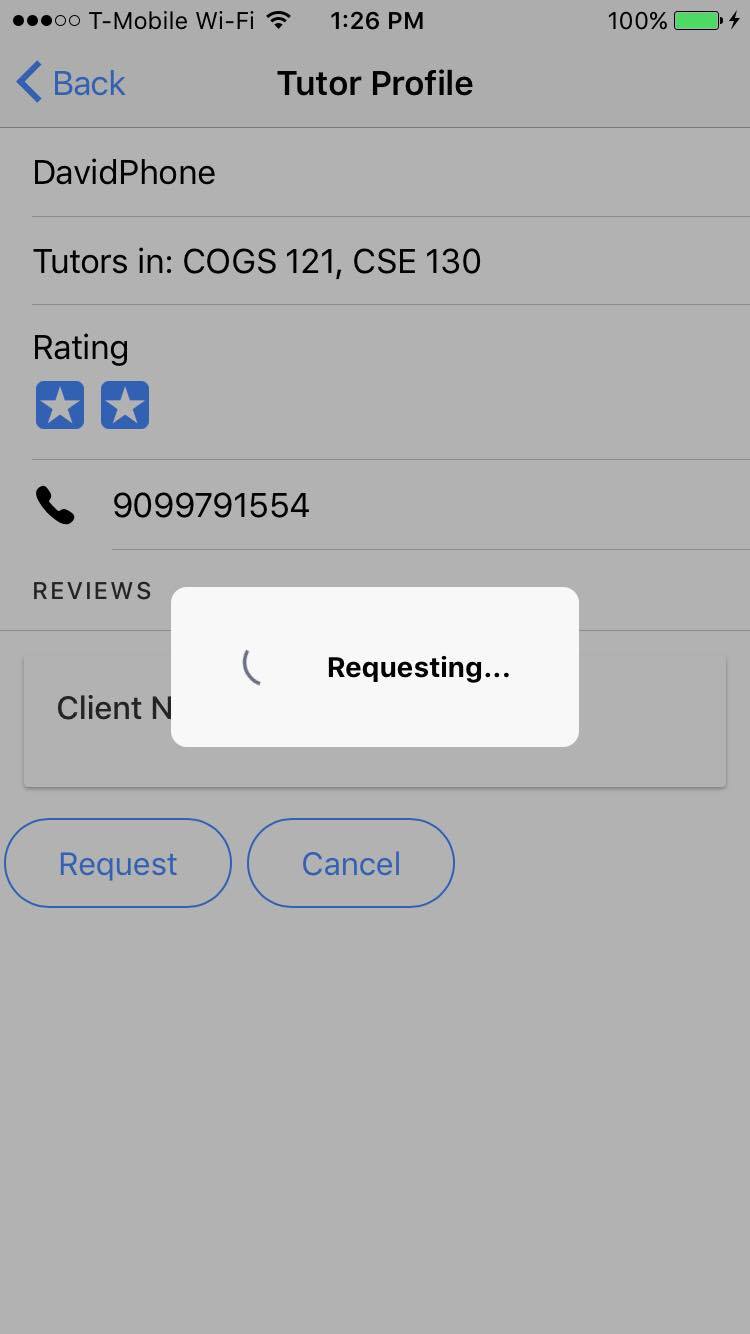 T-Mobile Wi-Fi 1:26 PM 100%
Back Tutor Profile
DavidPhone
Tutors in: COGS 121, CSE 130
Rating
9099791554
REVIEWS
Requesting...
Client N
Request Cancel